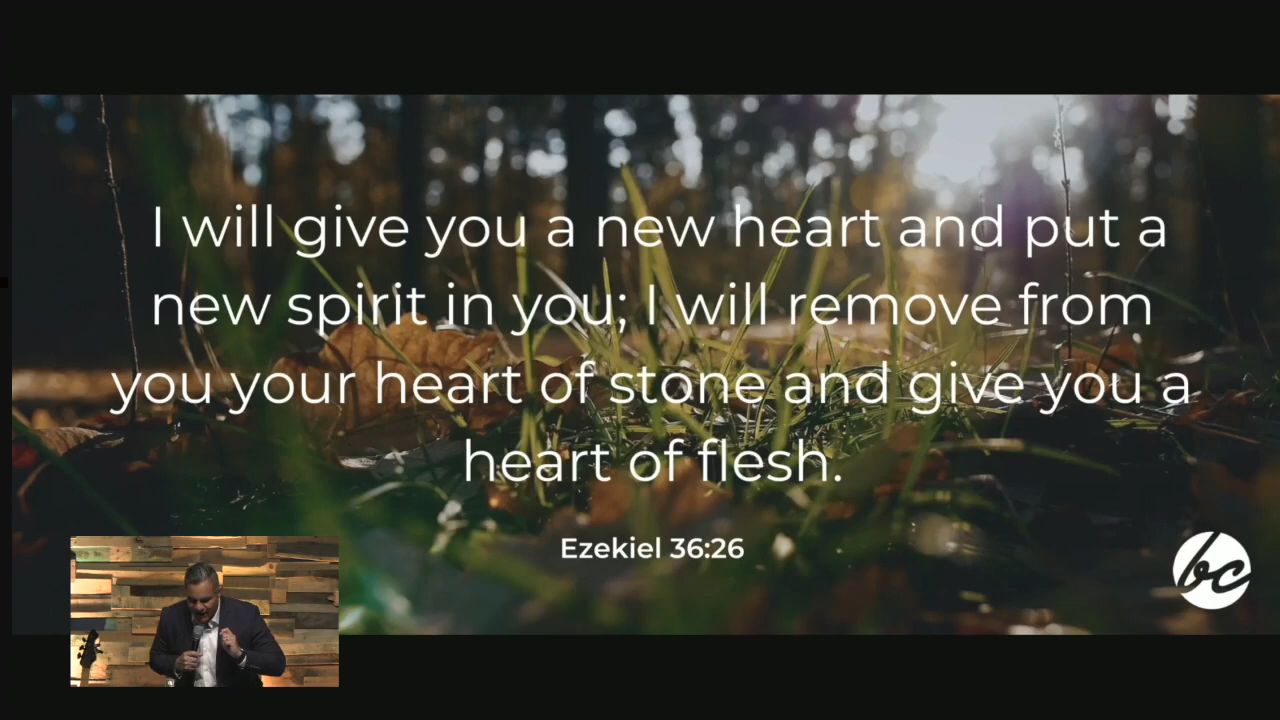 I will give you a new heart and put a
new spirit in you; I will remove from
you your heart of stone and give you a
heart of flesh.
Ezekiel 36:26
bc